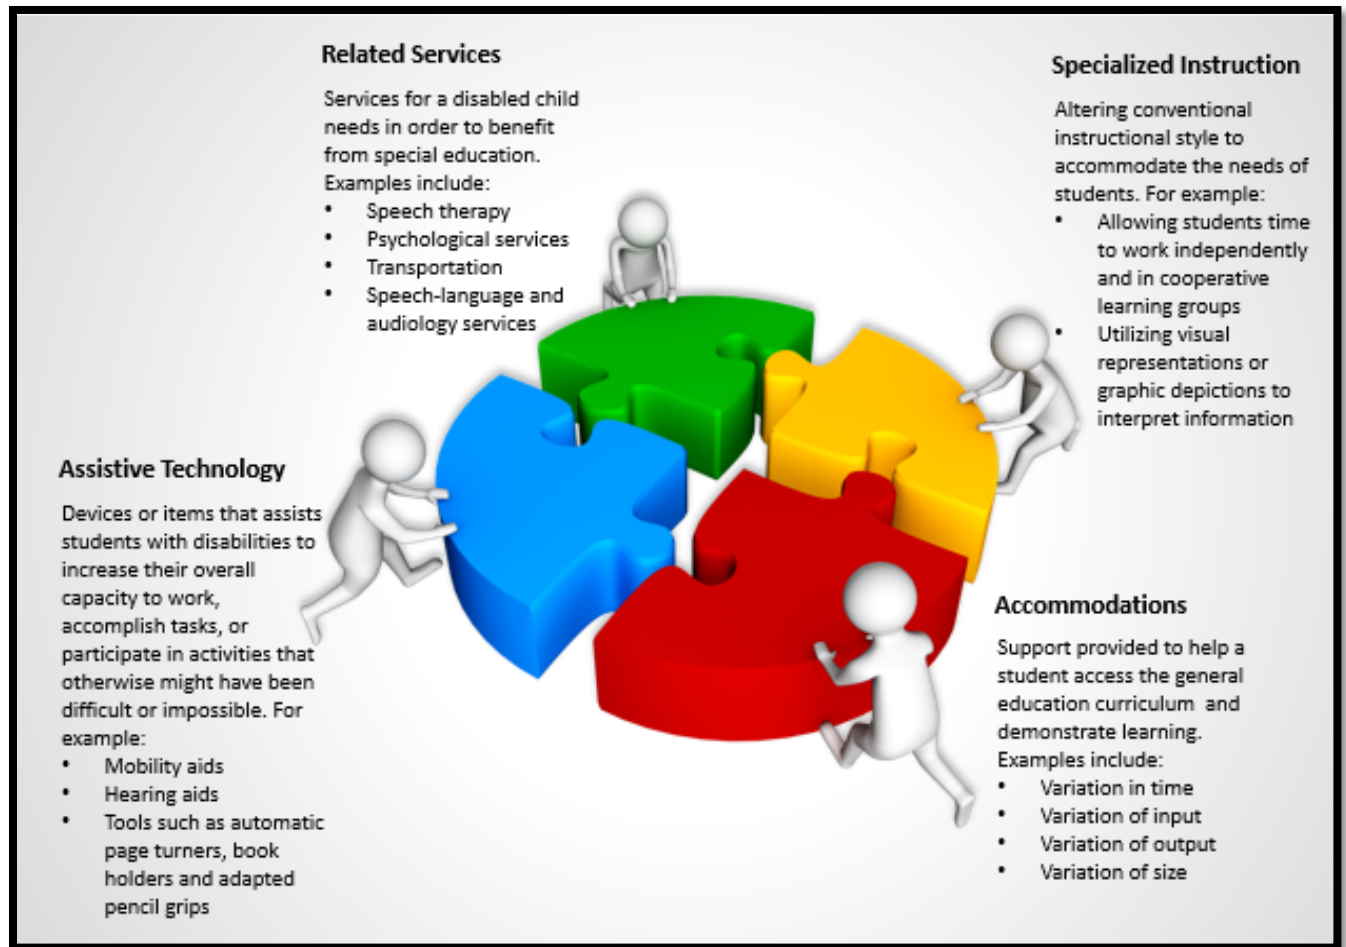 Related Services
Services for a disabled child
needs in order to benefit
from special education.
Examples include:
• Speech therapy
• Psychological services
• Transportation
• Speech-language and
audiology services
Specialized Instruction
Altering conventional
instructional style to
accommodate the needs of
students. For example:
• Allowing students time
to work independently
and in cooperative
learning groups
• Utilizing visual
representations or
graphic depictions to
interpret information
Assistive Technology
Devices or items that assists
students with disabilities to
increase their overall
capacity to work,
accomplish tasks, or
participate in activities that
otherwise might have been
difficult or impossible. For
example:
• Mobility aids
• Hearing aids
• Tools such as automatic
page turners, book
holders and adapted
pencil grips
Accommodations
Support provided to help a
student access the general
education curriculum and
demonstrate learning.
Examples include:
• Variation in time
• Variation of input
• Variation of output
• Variation of size